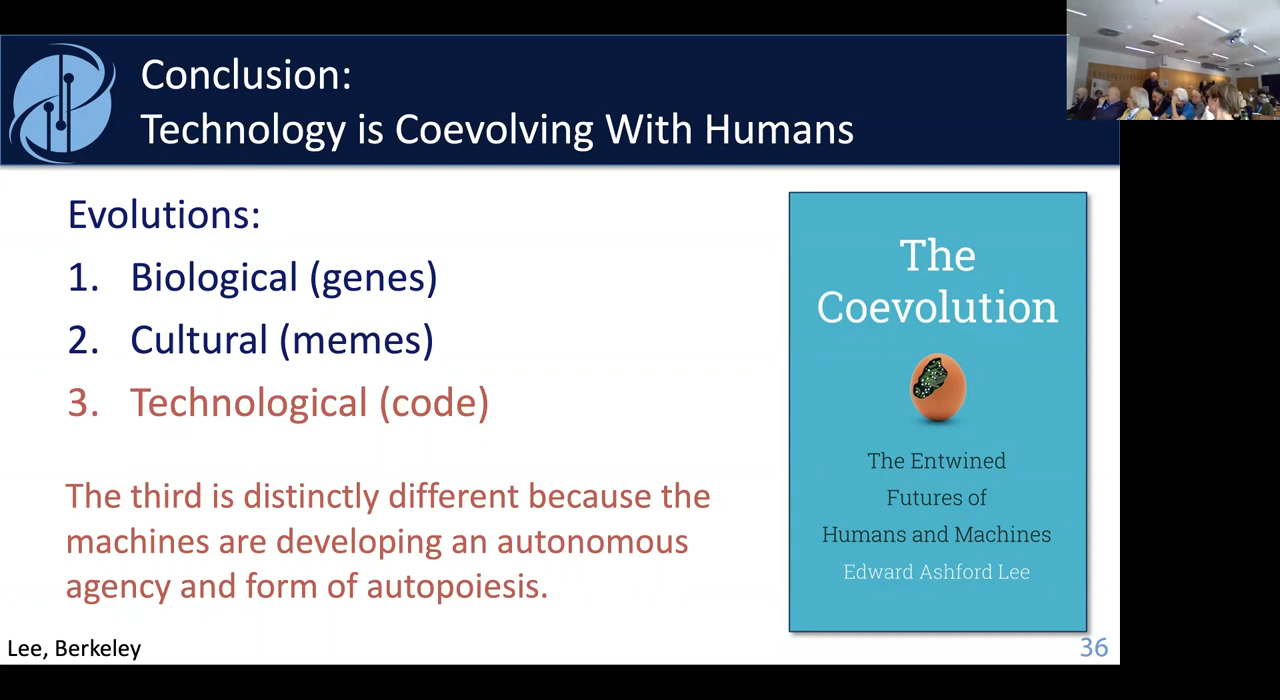 Conclusion:
Technology is Coevolving With Humans
Evolutions:
1. Biological (genes)
2. Cultural (memes)
3. Technological (code)
The third is distinctly different because the
machines are developing an autonomous
agency and form of autopoiesis.
The
Coevolution
The Entwined
Futures of
Humans and Machines
Edward Ashford Lee
Lee, Berkeley
36